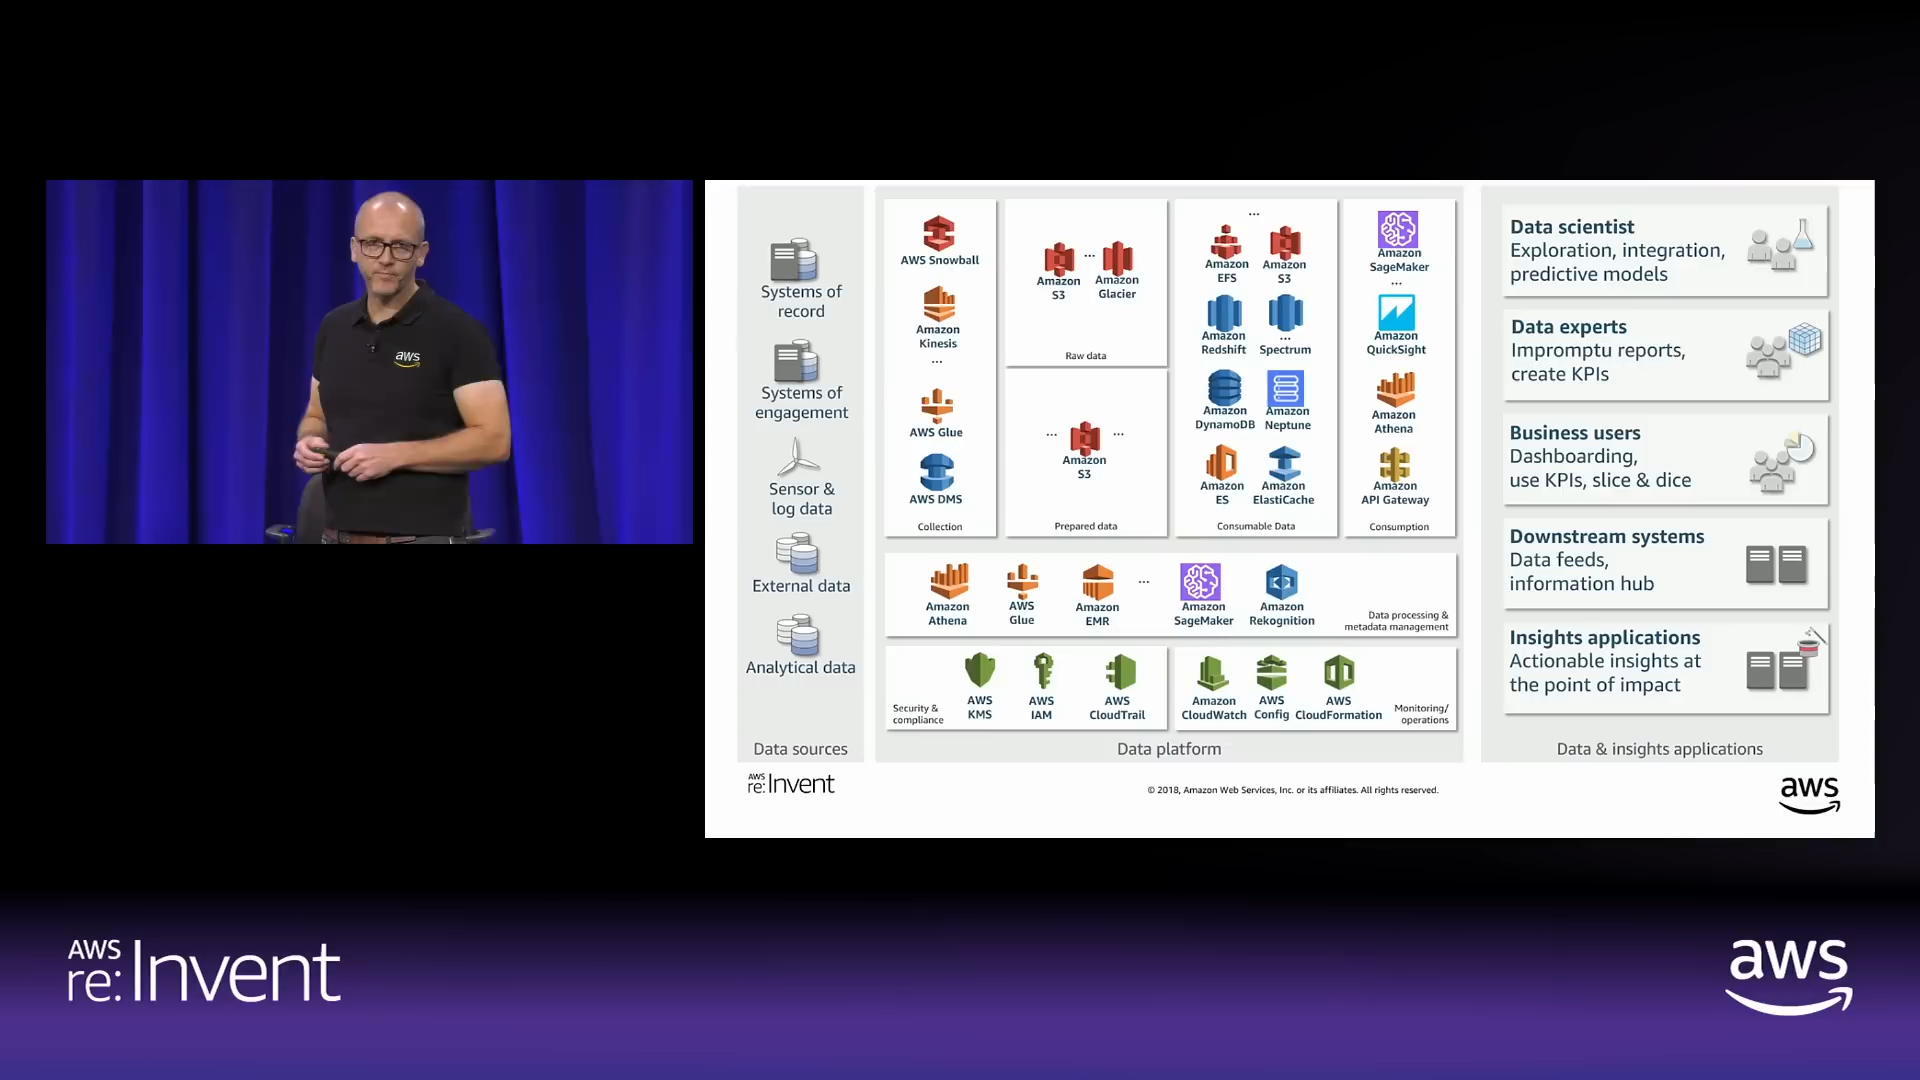 aws
Systems of
record
Systems of
engagement
Sensor &
log data
External data
Analytical data
Data sources
AWS Snowball
Amazon
Kinesis
...
AWS Glue
AWS DMS
Collection
Amazon
S3
...
Amazon
Glacier
Raw data
...
Amazon
S3
...
Prepared data
...
Amazon
EFS
Amazon
S3
Amazon
Redshift
...
Spectrum
Amazon
DynamoDB
Amazon
Neptune
Amazon
ES
Amazon
ElastiCache
Consumable Data
Amazon
SageMaker
...
Amazon
QuickSight
Amazon
Athena
Amazon
API Gateway
Consumption
Amazon
Athena
AWS
Glue
Amazon
EMR
...
Amazon
SageMaker
Amazon
Rekognition
Data processing &
metadata management
Security &
compliance
AWS
KMS
AWS
IAM
AWS
CloudTrail
Amazon
CloudWatch
AWS
Config
AWS
CloudFormation
Monitoring/
operations
Data platform
Data scientist
Exploration, integration,
predictive models
Data experts
Impromptu reports,
create KPIs
Business users
Dashboarding,
use KPIs, slice & dice
Downstream systems
Data feeds,
information hub
Insights applications
Actionable insights at
the point of impact
Data & insights applications
AWS
re:Invent
© 2018, Amazon Web Services, Inc. or its affiliates. All rights reserved.
aws
AWS
re:Invent
aws